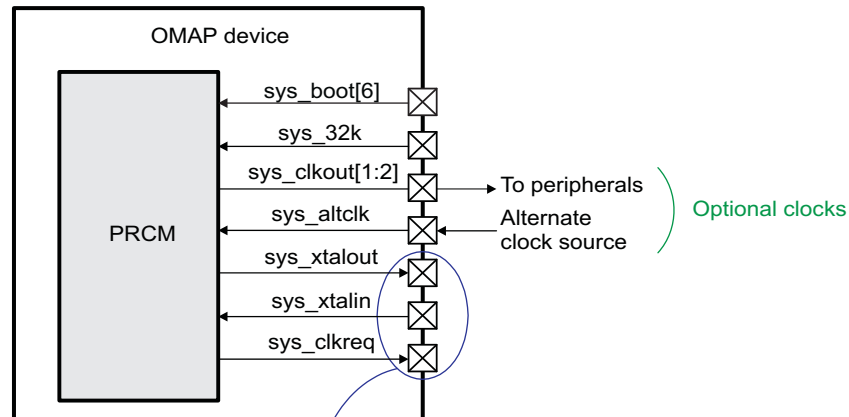 OMAP device
sys_boot[6]
sys_32k
sys_clkout[1:2]
To peripherals
Optional clocks
sys_altclk
Alternate
clock source
PRCM
sys_xtalout
sys_xtalin
sys_clkreq